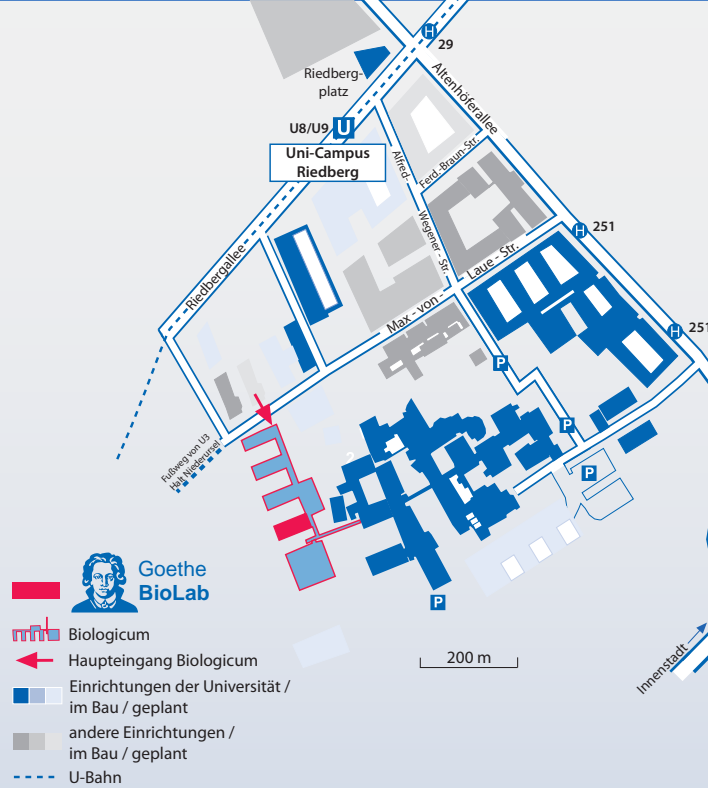 H
29
Riedberg-
platz
Altenhöferallee
U8/U9 U
Uni-Campus
Riedberg
Alfred-
Wegener - Str.
Ferd.-Braun-Str.
H 251
Riedbergallee
Max - von -
Laue - Str.
H 251
P
P
P
Fußweg von U3
Halt Niederursel
2
P
Goethe
BioLab
Biologicum
Haupteingang Biologicum
200 m
Innenstadt
Einrichtungen der Universität /
im Bau / geplant
andere Einrichtungen /
im Bau / geplant
U-Bahn